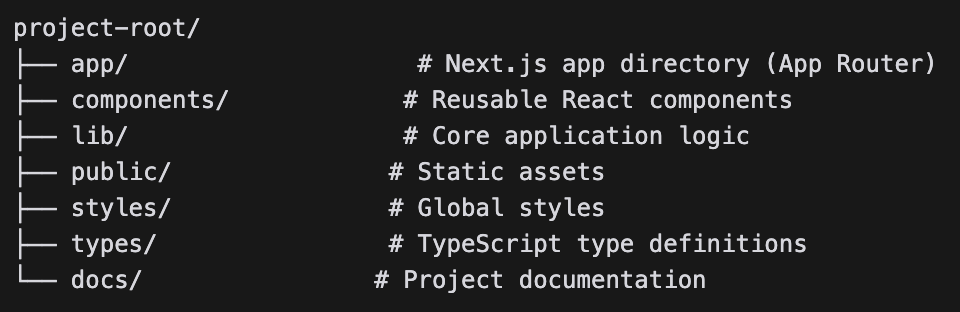 project-root/
├── app/                    # Next.js app directory (App Router)
├── components/            # Reusable React components
├── lib/                   # Core application logic
├── public/               # Static assets
├── styles/               # Global styles
├── types/                # TypeScript type definitions
└── docs/                # Project documentation